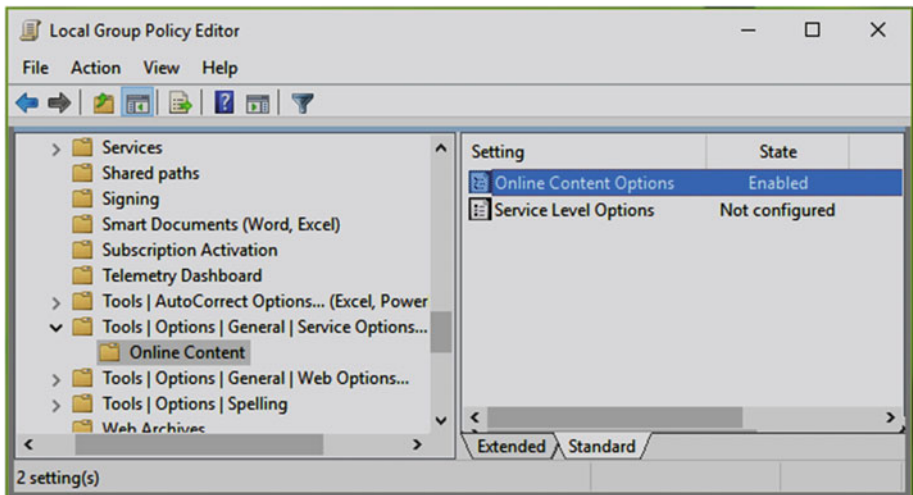 Local Group Policy Editor
File Action View Help
Services
Shared paths
Signing
Smart Documents (Word, Excel)
Subscription Activation
Telemetry Dashboard
Tools | AutoCorrect Options... (Excel, Power
Tools | Options | General | Service Options...
Online Content
Tools | Options | General | Web Options...
Tools | Options | Spelling
Web Archives
Setting State
Online Content Options Enabled
Service Level Options Not configured
Extended Standard
2 setting(s)